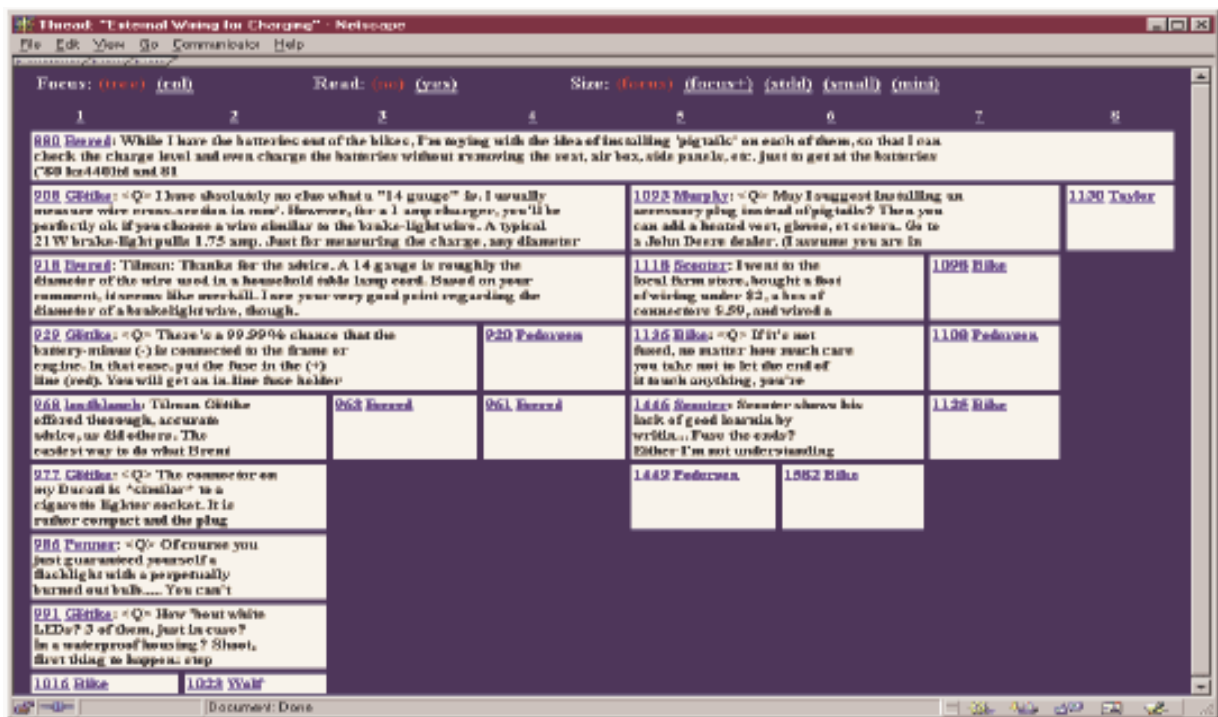 Thread: "External Wiring for Charging" - Netscape
File Edit View Go Communicator Help
Focus: (tree) (col) Read: (no) (yes) Size: (focus) (focus+) (std) (small) (mini)
1 2 3 4 5 6 7 8
880 Evered: While I have the batteries out of the bikes, I'm toying with the idea of installing 'pigtails' on each of them, so that I can
check the charge level and even charge the batteries without removing the seat, air box, side panels, etc. just to get at the batteries
('80 kz440ltd and 81
908 Göttke: <Q> I have absolutely no clue what a "14 gauge" is. I usually
measure wire cross-section in mm². However, for a 1 amp charger, you'll be
perfectly ok if you choose a wire similar to the brake-light wire. A typical
21W brake-light pulls 1.75 amp. Just for measuring the charge, any diameter
1093 Murphy: <Q> May I suggest installing an
accessory plug instead of pigtails? Then you
can add a heated vest, gloves, et cetera. Go to
a John Deere dealer. (I assume you are in
1130 Taylor
918 Evered: Tilman: Thanks for the advice. A 14 gauge is roughly the
diameter of the wire used in a household table lamp cord. Based on your
comment, it seems like overkill. I see your very good point regarding the
diameter of a brakelight wire, though.
1118 Scooter: I went to the
local farm store, bought a foot
of wiring under $2, a box of
connectors $.59, and wired a
1098 Bike
929 Göttke: <Q> There's a 99.99% chance that the
battery-minus (-) is connected to the frame or
engine. In that case, put the fuse in the (+)
line (red). You will get an in-line fuse holder
920 Pedersen
1136 Bike: <Q> If it's not
fused, no matter how much care
you take not to let the end of
it touch anything, you're
1108 Pedersen
968 Tilman Göttke
offered thorough, accurate
advice, as did others. The
easiest way to do what Brent
963 Evered
961 Evered
1446 Scooter: Scooter shows his
lack of good learnin by
writin... Fuse the ends?
Either I'm not understanding
1128 Bike
977 Göttke: <Q> The connector on
my Ducati is *similar* to a
cigarette lighter socket. It is
rather compact and the plug
1449 Pedersen
1582 Bike
986 Penner: <Q> Of course you
just guaranteed yourself a
flashlight with a perpetually
burned out bulb..... You can't
991 Göttke: <Q> How 'bout white
LEDs? 3 of them, just in case?
In a waterproof housing? Shoot,
first thing to happen: step
1016 Bike
1023 Wolf
Document: Done